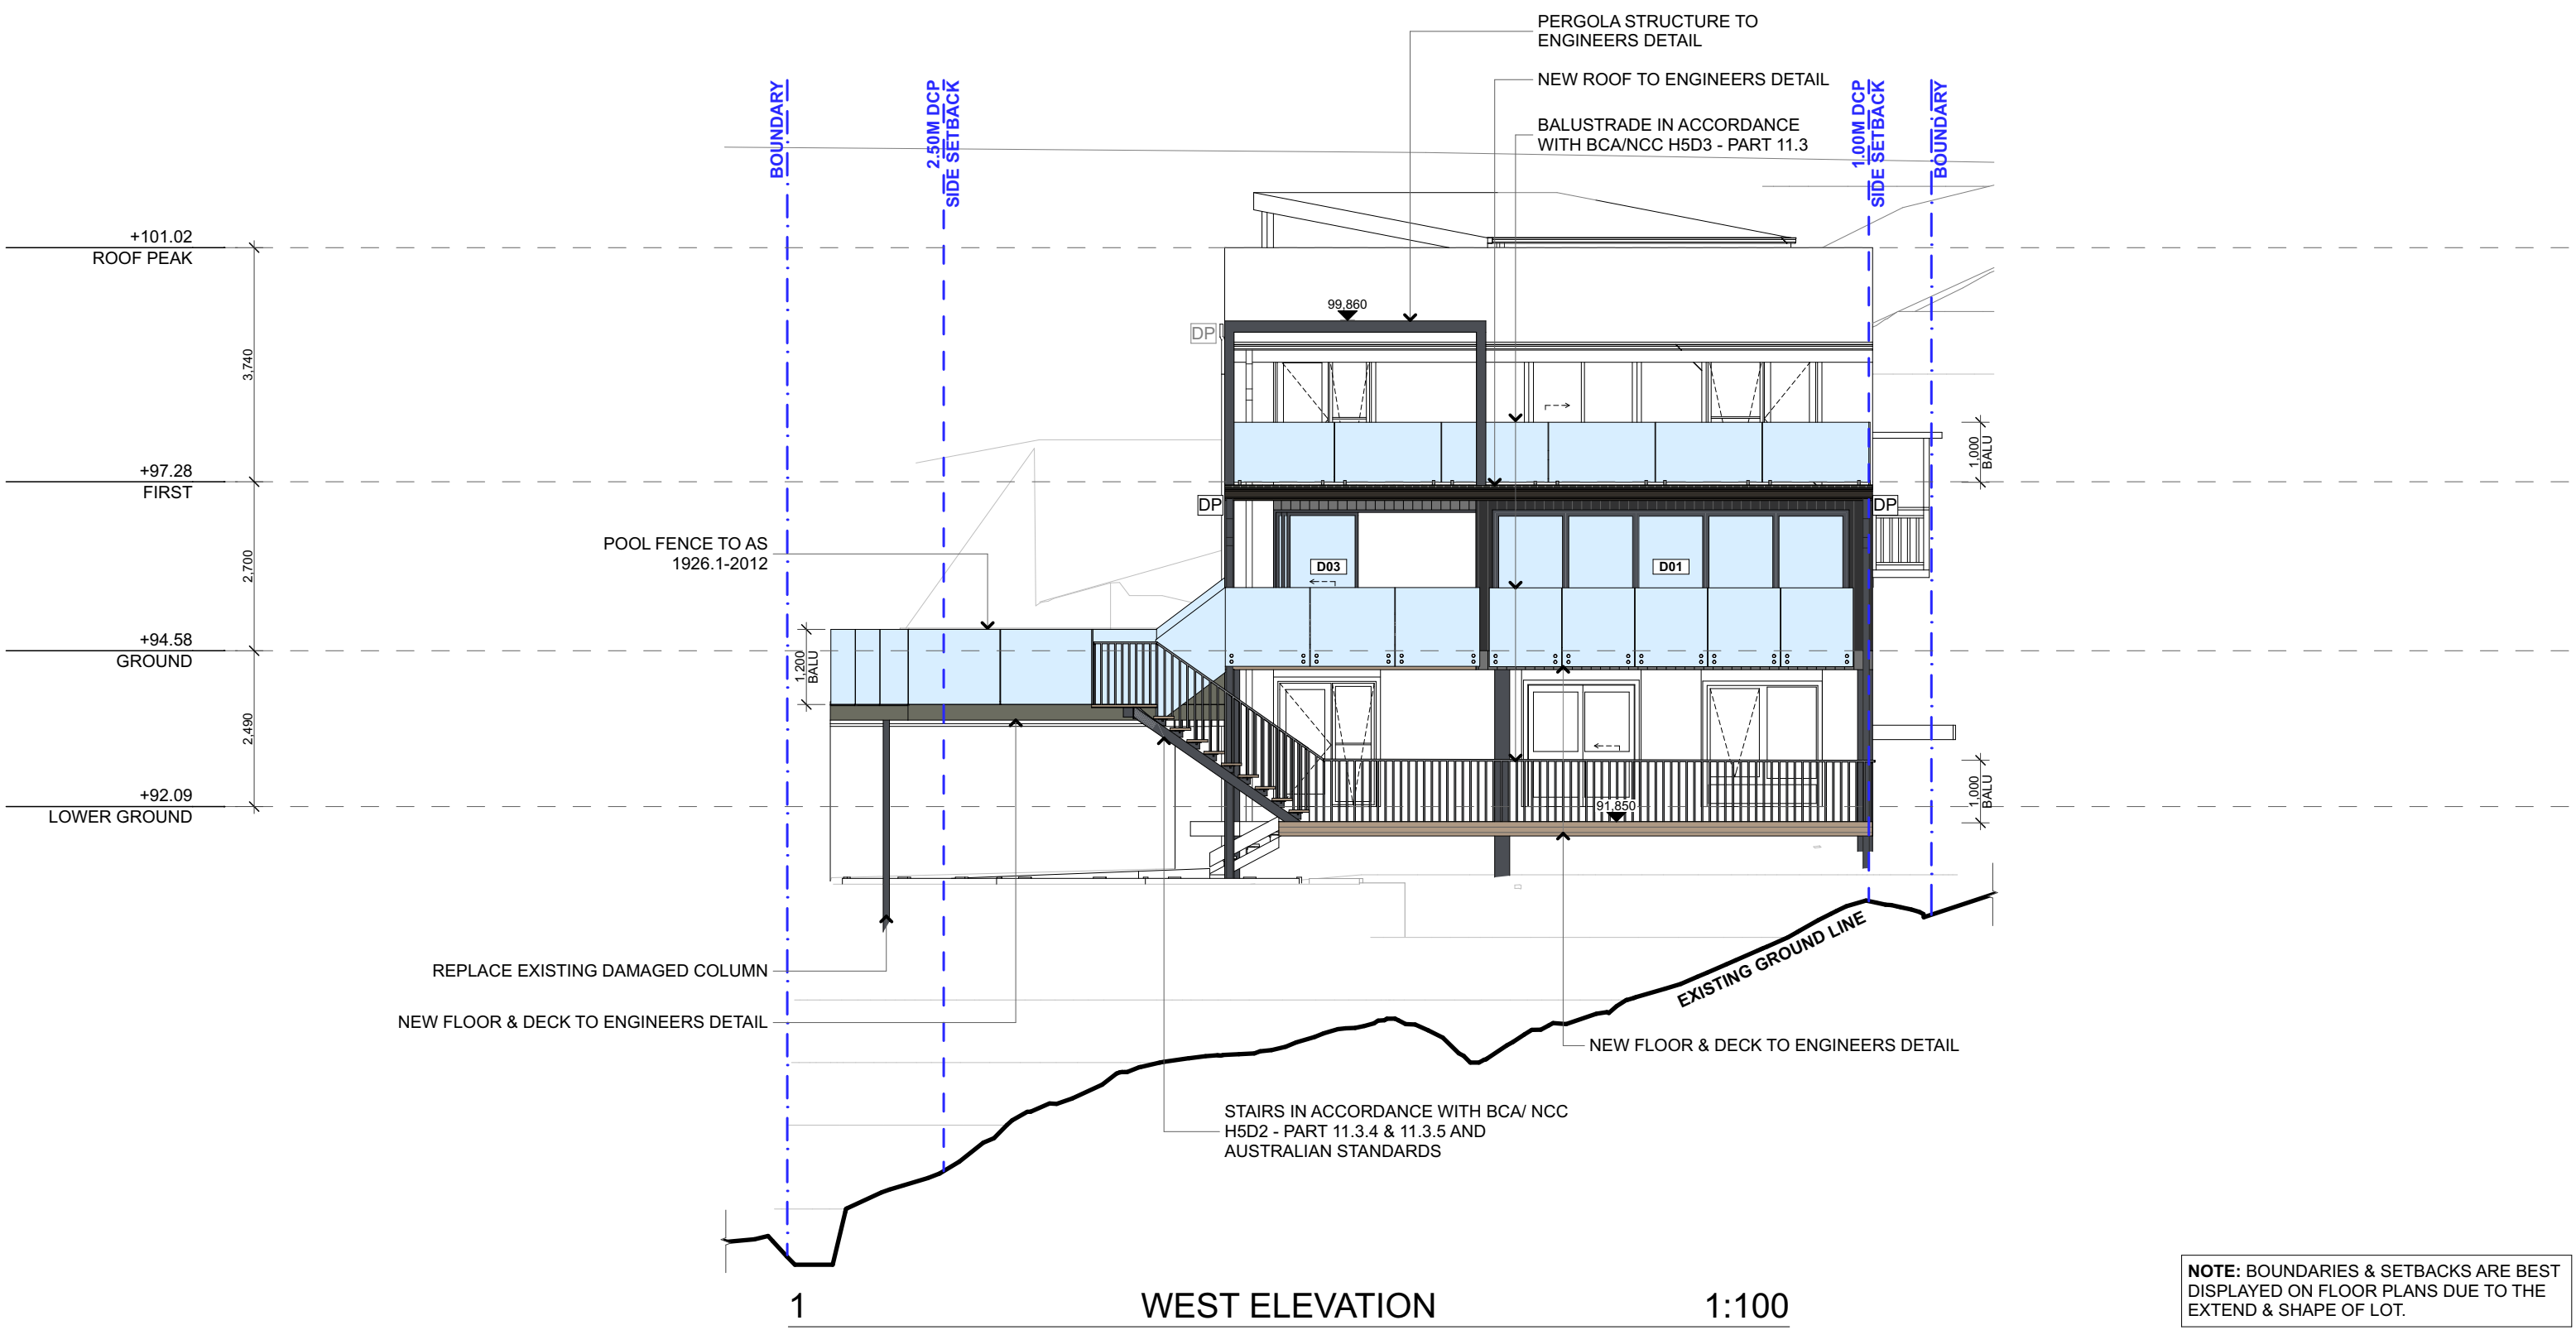 PERGOLA STRUCTURE TO
ENGINEERS DETAIL
NEW ROOF TO ENGINEERS DETAIL
BALUSTRADE IN ACCORDANCE
WITH BCA/NCC H5D3 - PART 11.3
BOUNDARY
2.50M DCP
SIDE SETBACK
1.00M DCP
SIDE SETBACK
BOUNDARY
+101.02
ROOF PEAK
3,740
99,860
DP
+97.28
FIRST
1,000
BALU
DP
DP
POOL FENCE TO AS
1926.1-2012
2,700
D03
D01
+94.58
GROUND
1,200
BALU
2,490
+92.09
LOWER GROUND
91,850
1,000
BALU
REPLACE EXISTING DAMAGED COLUMN
NEW FLOOR & DECK TO ENGINEERS DETAIL
EXISTING GROUND LINE
NEW FLOOR & DECK TO ENGINEERS DETAIL
STAIRS IN ACCORDANCE WITH BCA/ NCC
H5D2 - PART 11.3.4 & 11.3.5 AND
AUSTRALIAN STANDARDS
1
WEST ELEVATION
1:100
NOTE: BOUNDARIES & SETBACKS ARE BEST
DISPLAYED ON FLOOR PLANS DUE TO THE
EXTEND & SHAPE OF LOT.